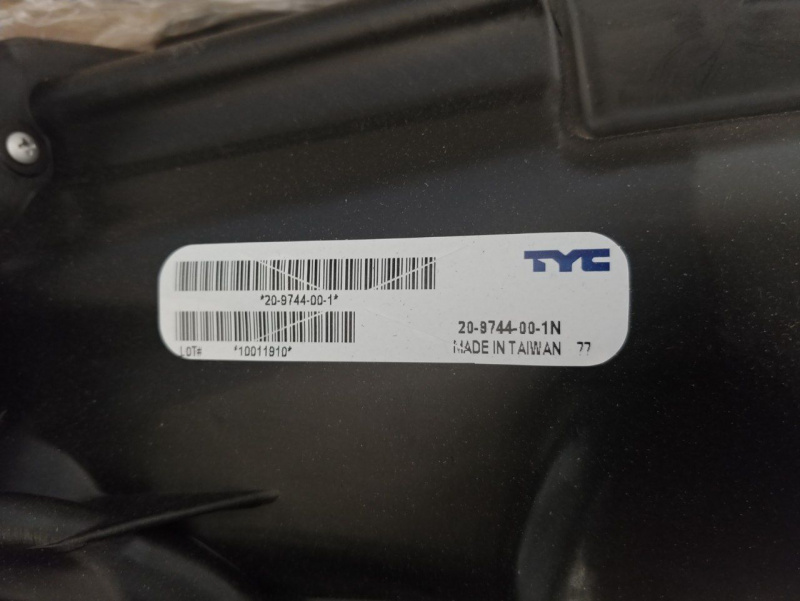 TYC
*20-9744-00-1*
20-9744-00-1N
LOT# *10011910*
MADE IN TAIWAN 77